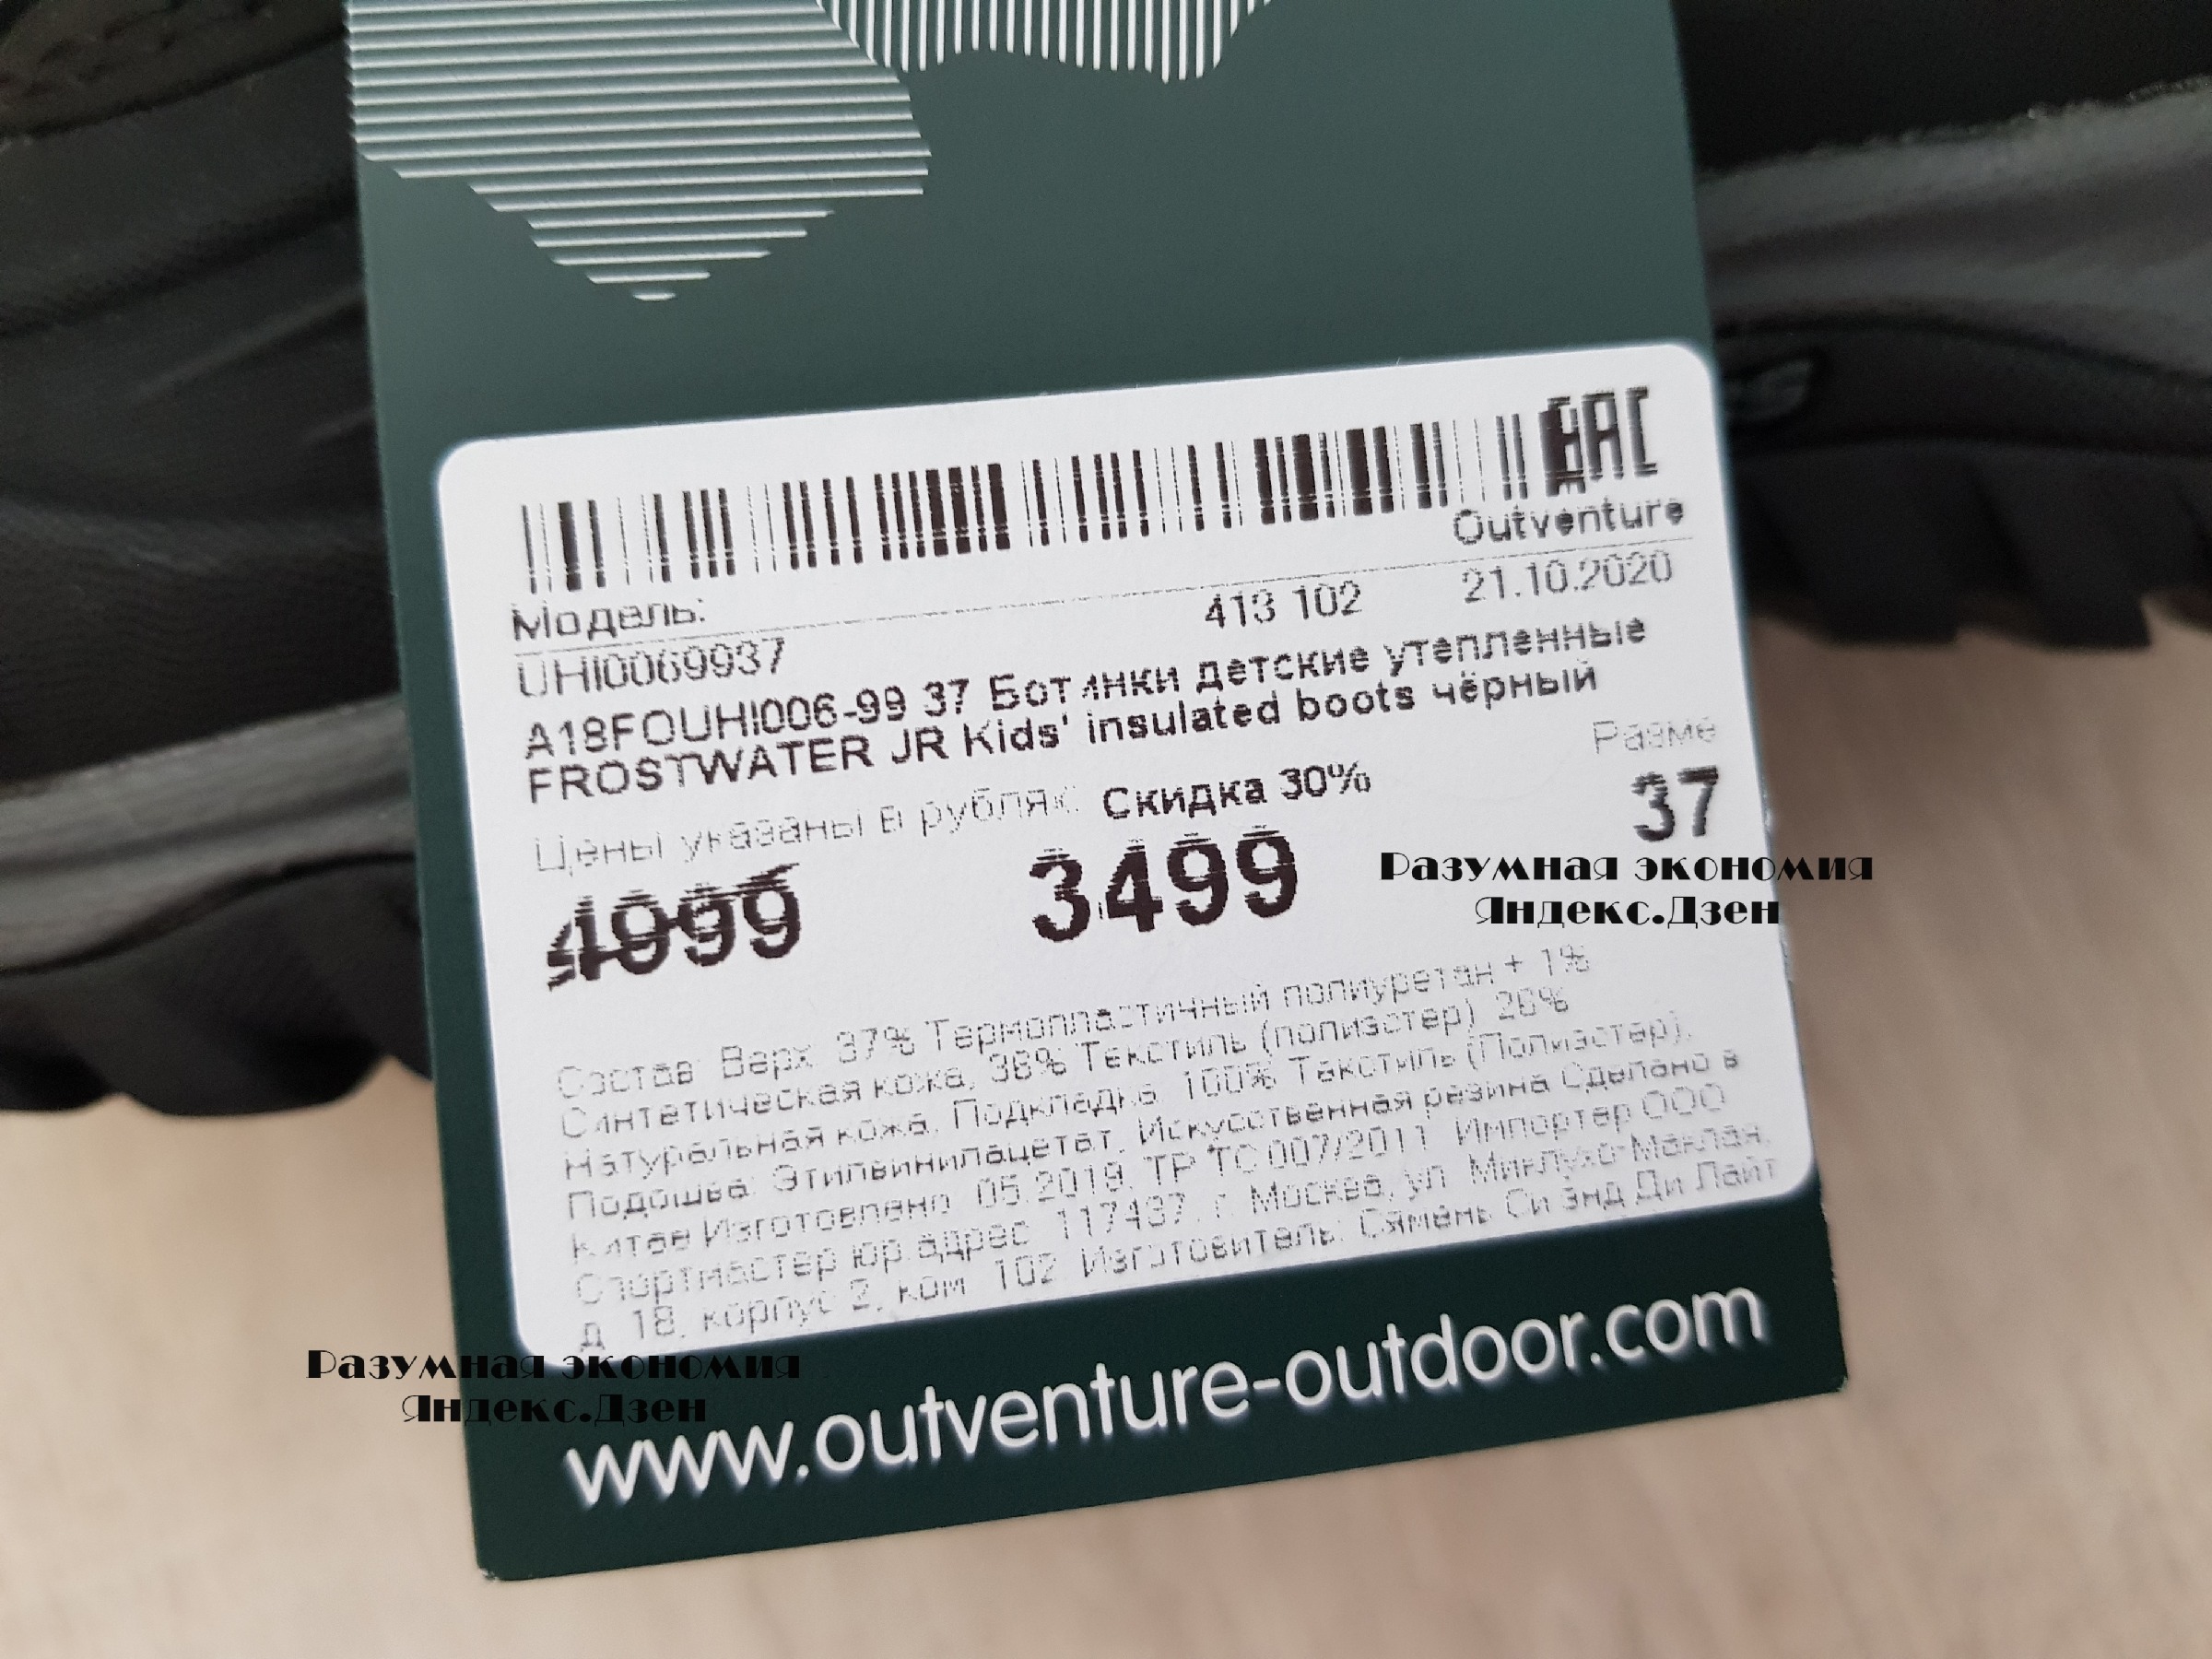 ЕАС
Outventure
Модель: 413 102 21.10.2020
UHI0069937
A18FOUHI006-99 37 Ботинки детские утепленные
FROSTWATER JR Kids' insulated boots чёрный
Цены указаны в рублях Скидка 30% Разме
4999 3499 37
Разумная экономия
Яндекс.Дзен
Состав: Верх: 37% Термопластичный полиуретан + 1%
Синтетическая кожа, 36% Текстиль (полиэстер) 26%
Натуральная кожа. Подкладка: 100% Текстиль (Полиэстер).
Подошва: Этилвинилацетат, Искусственная резина Сделано в
Китае Изготовлено: 05.2019. ТР ТС 007/2011 Импортер ООО
Спортмастер юр.адрес 117437, г. Москва, ул. Миклухо-Маклая,
д. 18, корпус 2, ком. 102 Изготовитель: Сямень Си Энд Ди Лайт
Разумная экономия
Яндекс.Дзен
www.outventure-outdoor.com